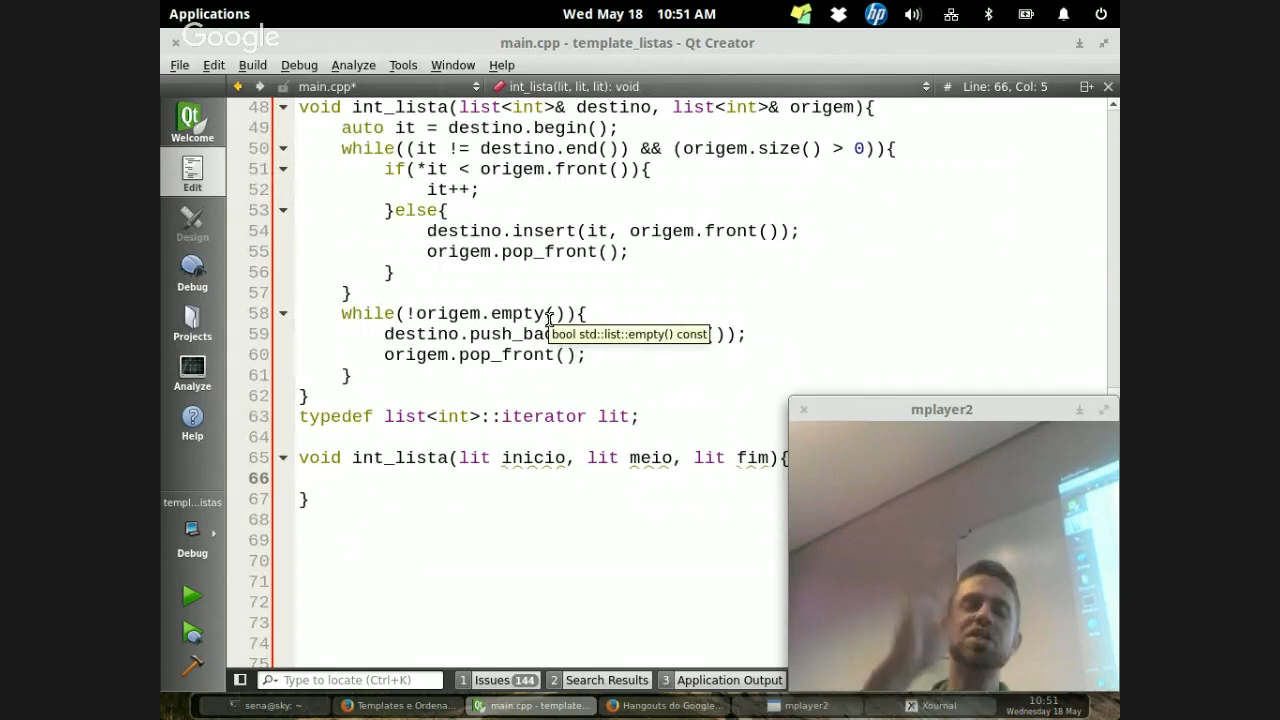 Applications
Wed May 18 10:51 AM
Google
main.cpp - template_listas - Qt Creator
File Edit Build Debug Analyze Tools Window Help
main.cpp*
int_lista(lit, lit, lit): void
# Line: 66, Col: 5
Qt
Welcome
Edit
Design
Debug
Projects
Analyze
Help
templ...istas
Debug
48 void int_lista(list<int>& destino, list<int>& origem){
49 auto it = destino.begin();
50 while((it != destino.end()) && (origem.size() > 0)){
51 if(*it < origem.front()){
52 it++;
53 }else{
54 destino.insert(it, origem.front());
55 origem.pop_front();
56 }
57 }
58 while(!origem.empty()){
59 destino.push_ba ));
bool std::list::empty() const
60 origem.pop_front();
61 }
62 }
63 typedef list<int>::iterator lit;
64
65 void int_lista(lit inicio, lit meio, lit fim){
66
67 }
68
69
70
71
72
73
74
75
mplayer2
Type to locate (Ctrl+K)
1 Issues 144 2 Search Results 3 Application Output
sena@sky: ~
Templates e Ordena...
main.cpp - template...
Hangouts do Google...
mplayer2
Xournal
10:51
Wednesday 18 May